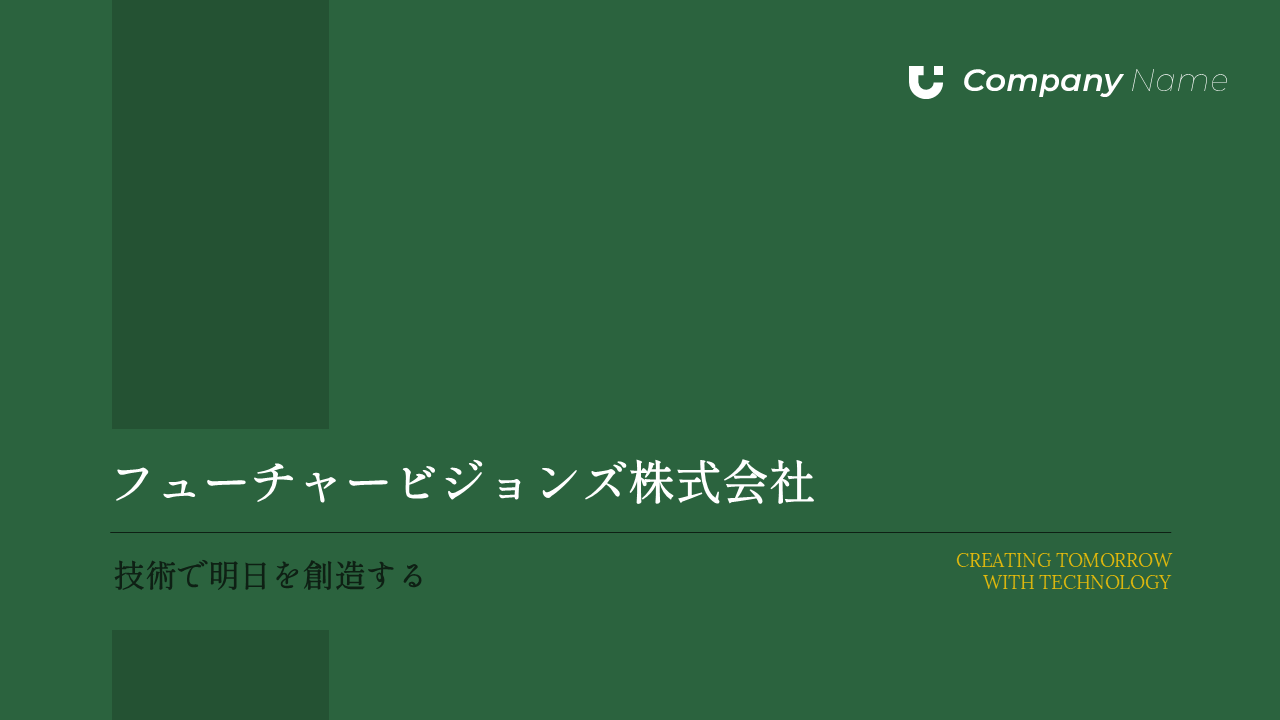 Company Name
フューチャービジョンズ株式会社
技術で明日を創造する
CREATING TOMORROW
WITH TECHNOLOGY